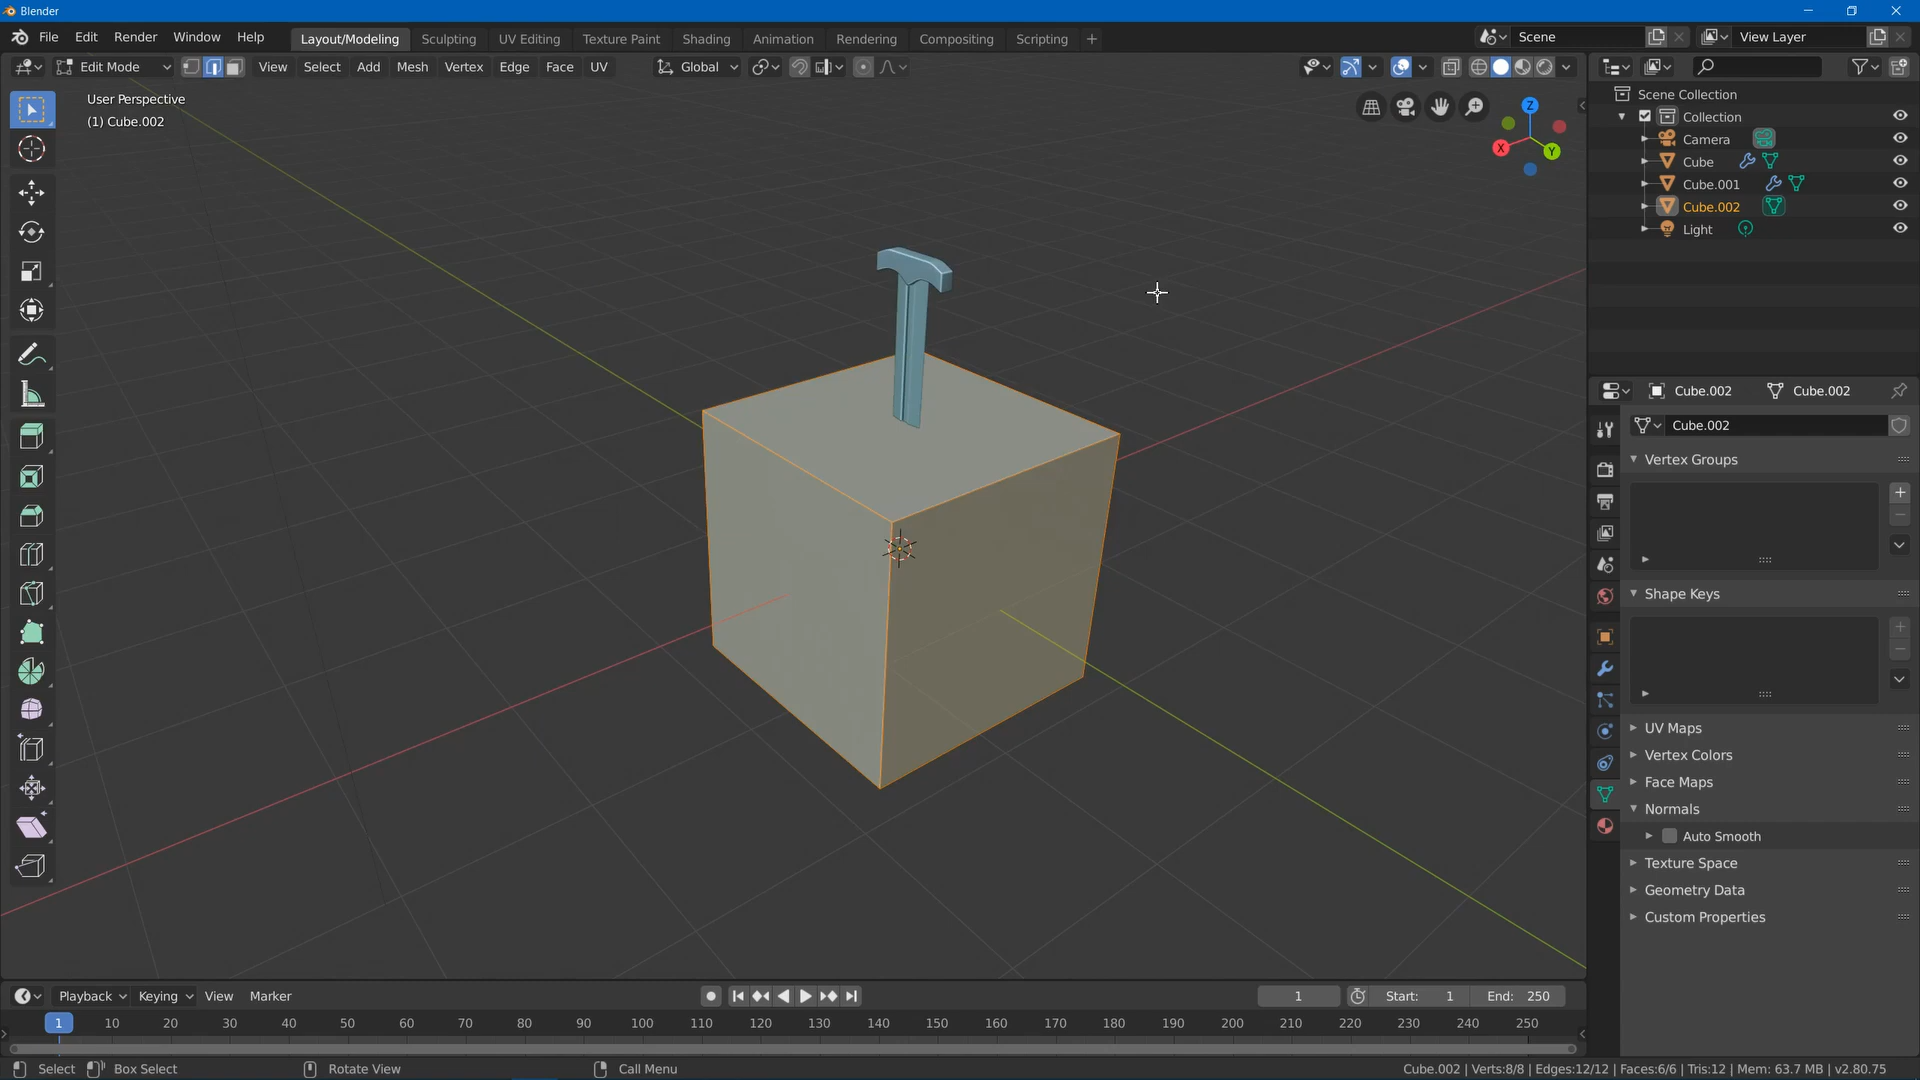 Blender
File Edit Render Window Help Layout/Modeling Sculpting UV Editing Texture Paint Shading Animation Rendering Compositing Scripting + Scene View Layer
Edit Mode View Select Add Mesh Vertex Edge Face UV Global
User Perspective
(1) Cube.002
Z
X
Y
Scene Collection
Collection
Camera
Cube
Cube.001
Cube.002
Light
Cube.002 Cube.002
Cube.002
Vertex Groups
Shape Keys
UV Maps
Vertex Colors
Face Maps
Normals
Auto Smooth
Texture Space
Geometry Data
Custom Properties
Playback Keying View Marker 1 Start: 1 End: 250
1 10 20 30 40 50 60 70 80 90 100 110 120 130 140 150 160 170 180 190 200 210 220 230 240 250
Select Box Select Rotate View Call Menu Cube.002 | Verts:8/8 | Edges:12/12 | Faces:6/6 | Tris:12 | Mem: 63.7 MB | v2.80.75